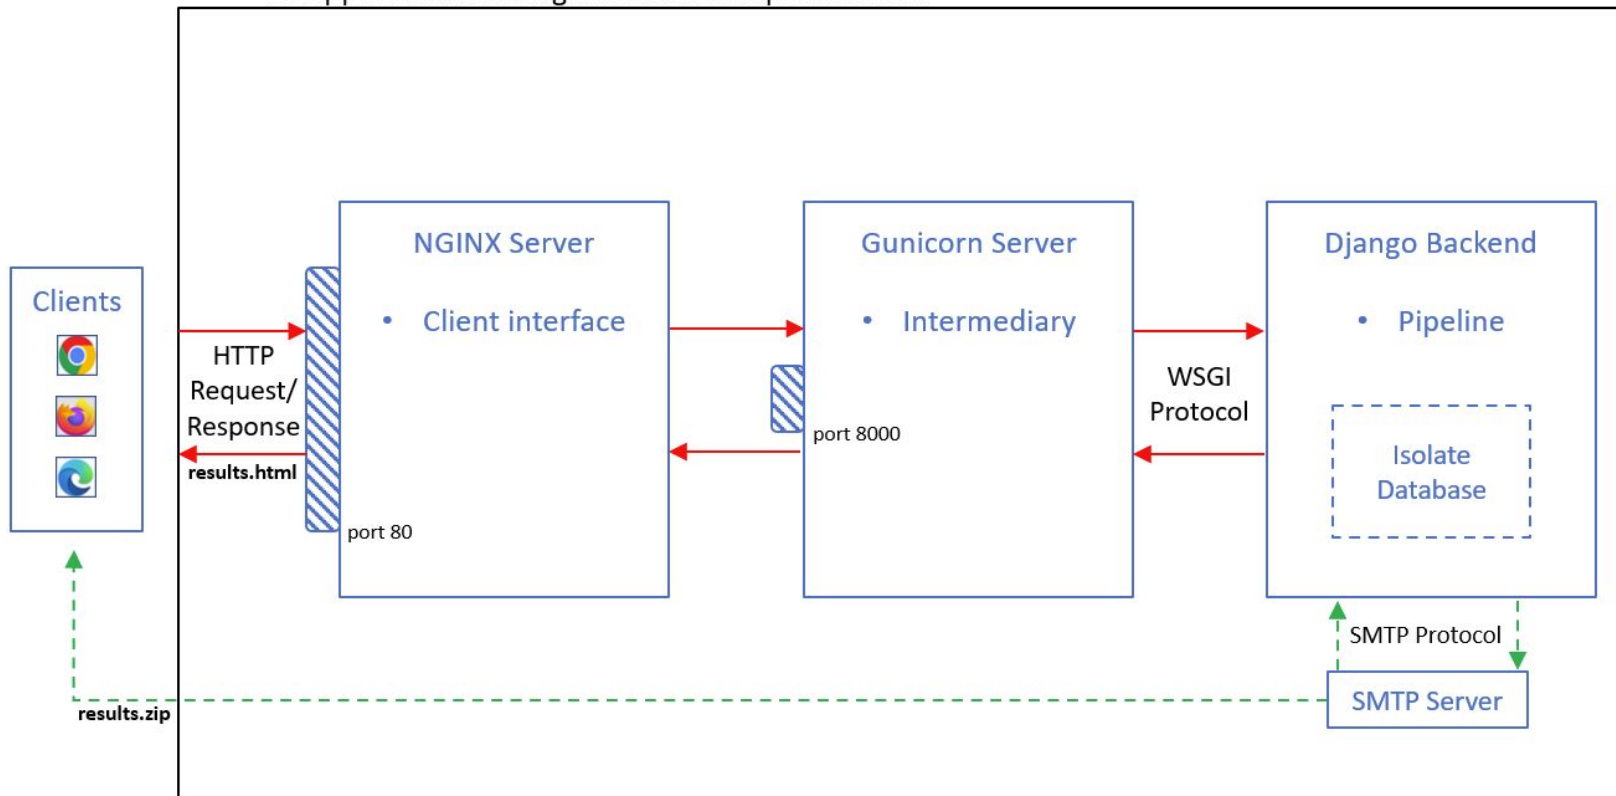 Clients
HTTP
Request/
Response
results.html
NGINX Server
• Client interface
port 80
Gunicorn Server
• Intermediary
port 8000
WSGI
Protocol
Django Backend
• Pipeline
Isolate
Database
SMTP Protocol
SMTP Server
results.zip